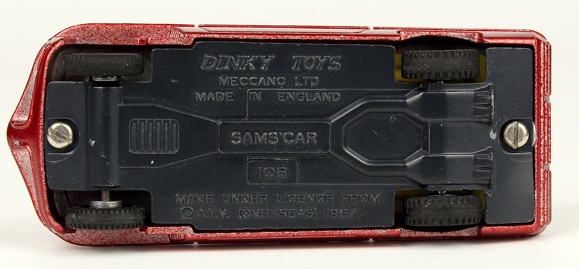 DINKY TOYS
MECCANO LTD
MADE IN ENGLAND
SAMS'CAR
108
MADE UNDER LICENCE FROM
© A.T.V. (OVERSEAS) 1967